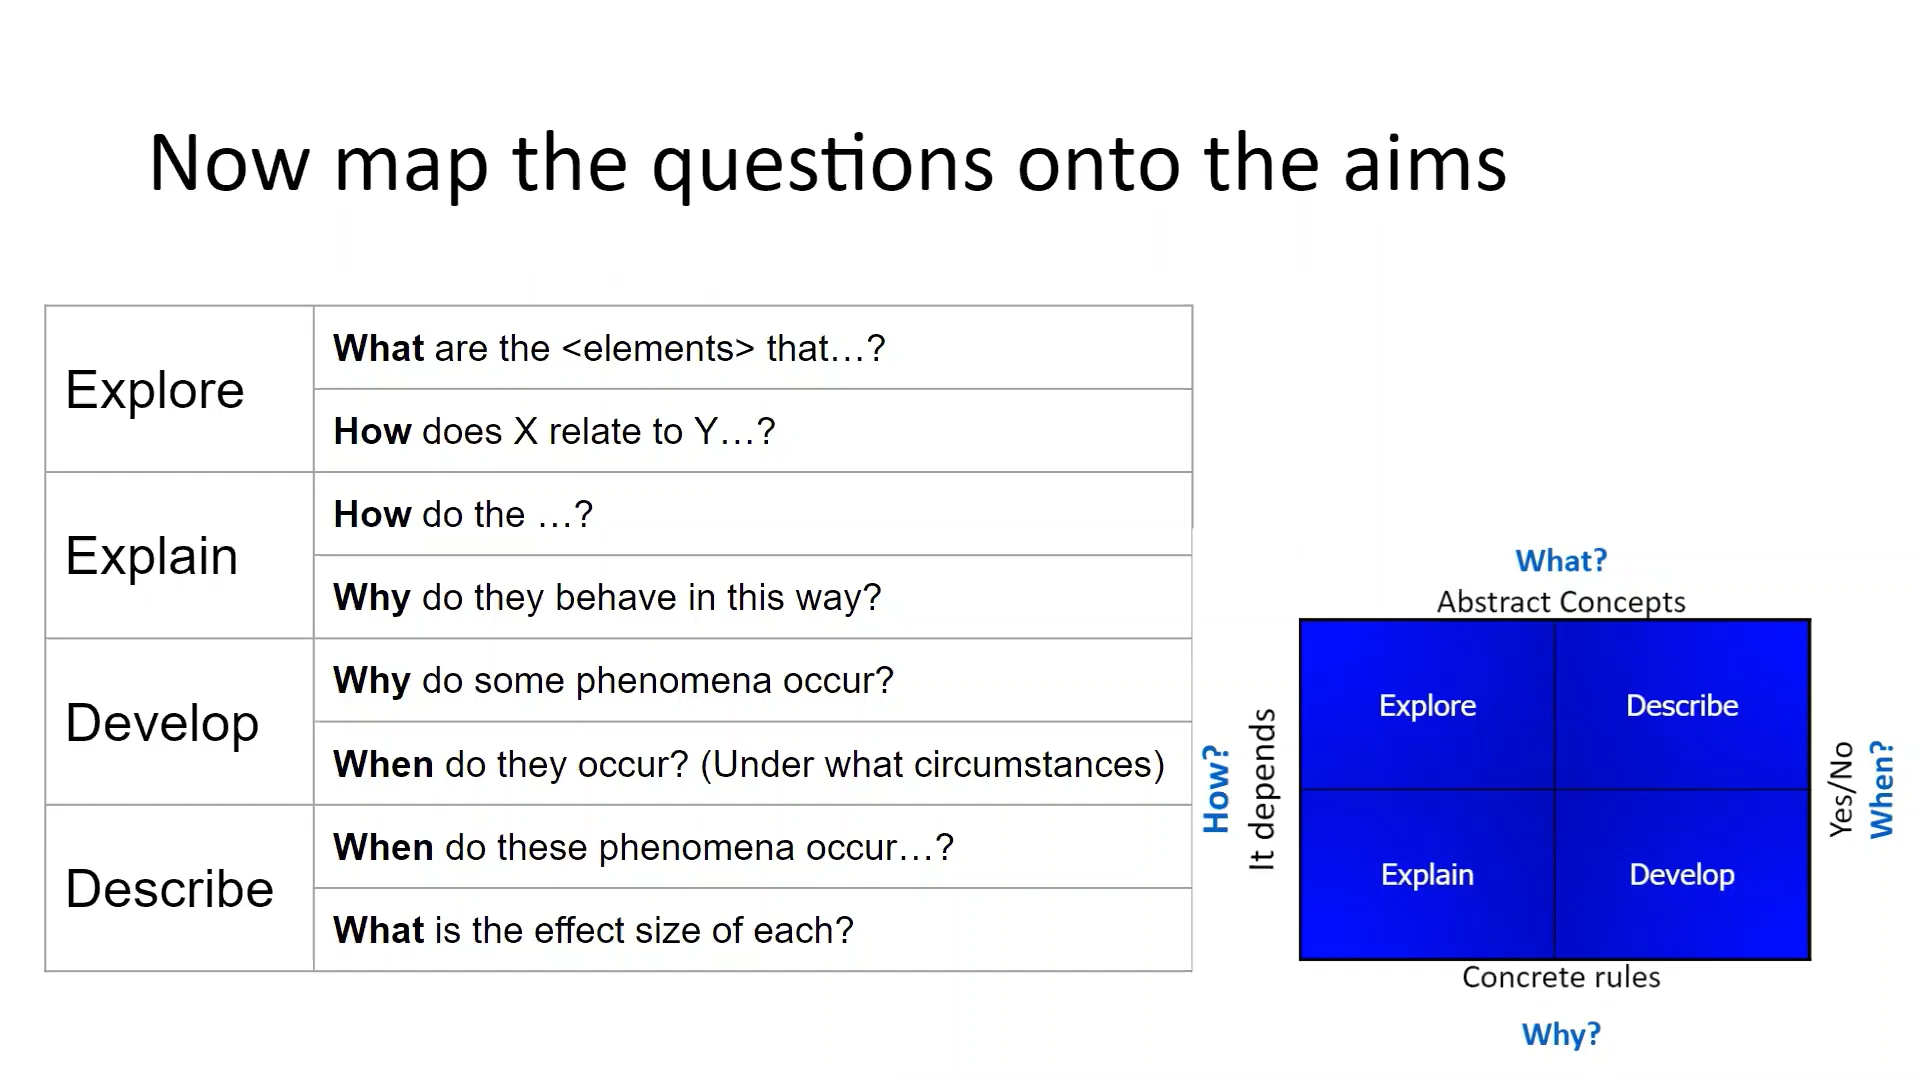 Now map the questions onto the aims
Explore
What are the <elements> that…?
How does X relate to Y…?
Explain
How do the …?
Why do they behave in this way?
Develop
Why do some phenomena occur?
When do they occur? (Under what circumstances)
Describe
When do these phenomena occur…?
What is the effect size of each?
What?
Abstract Concepts
How?
It depends
Explore
Describe
Explain
Develop
Yes/No
When?
Concrete rules
Why?